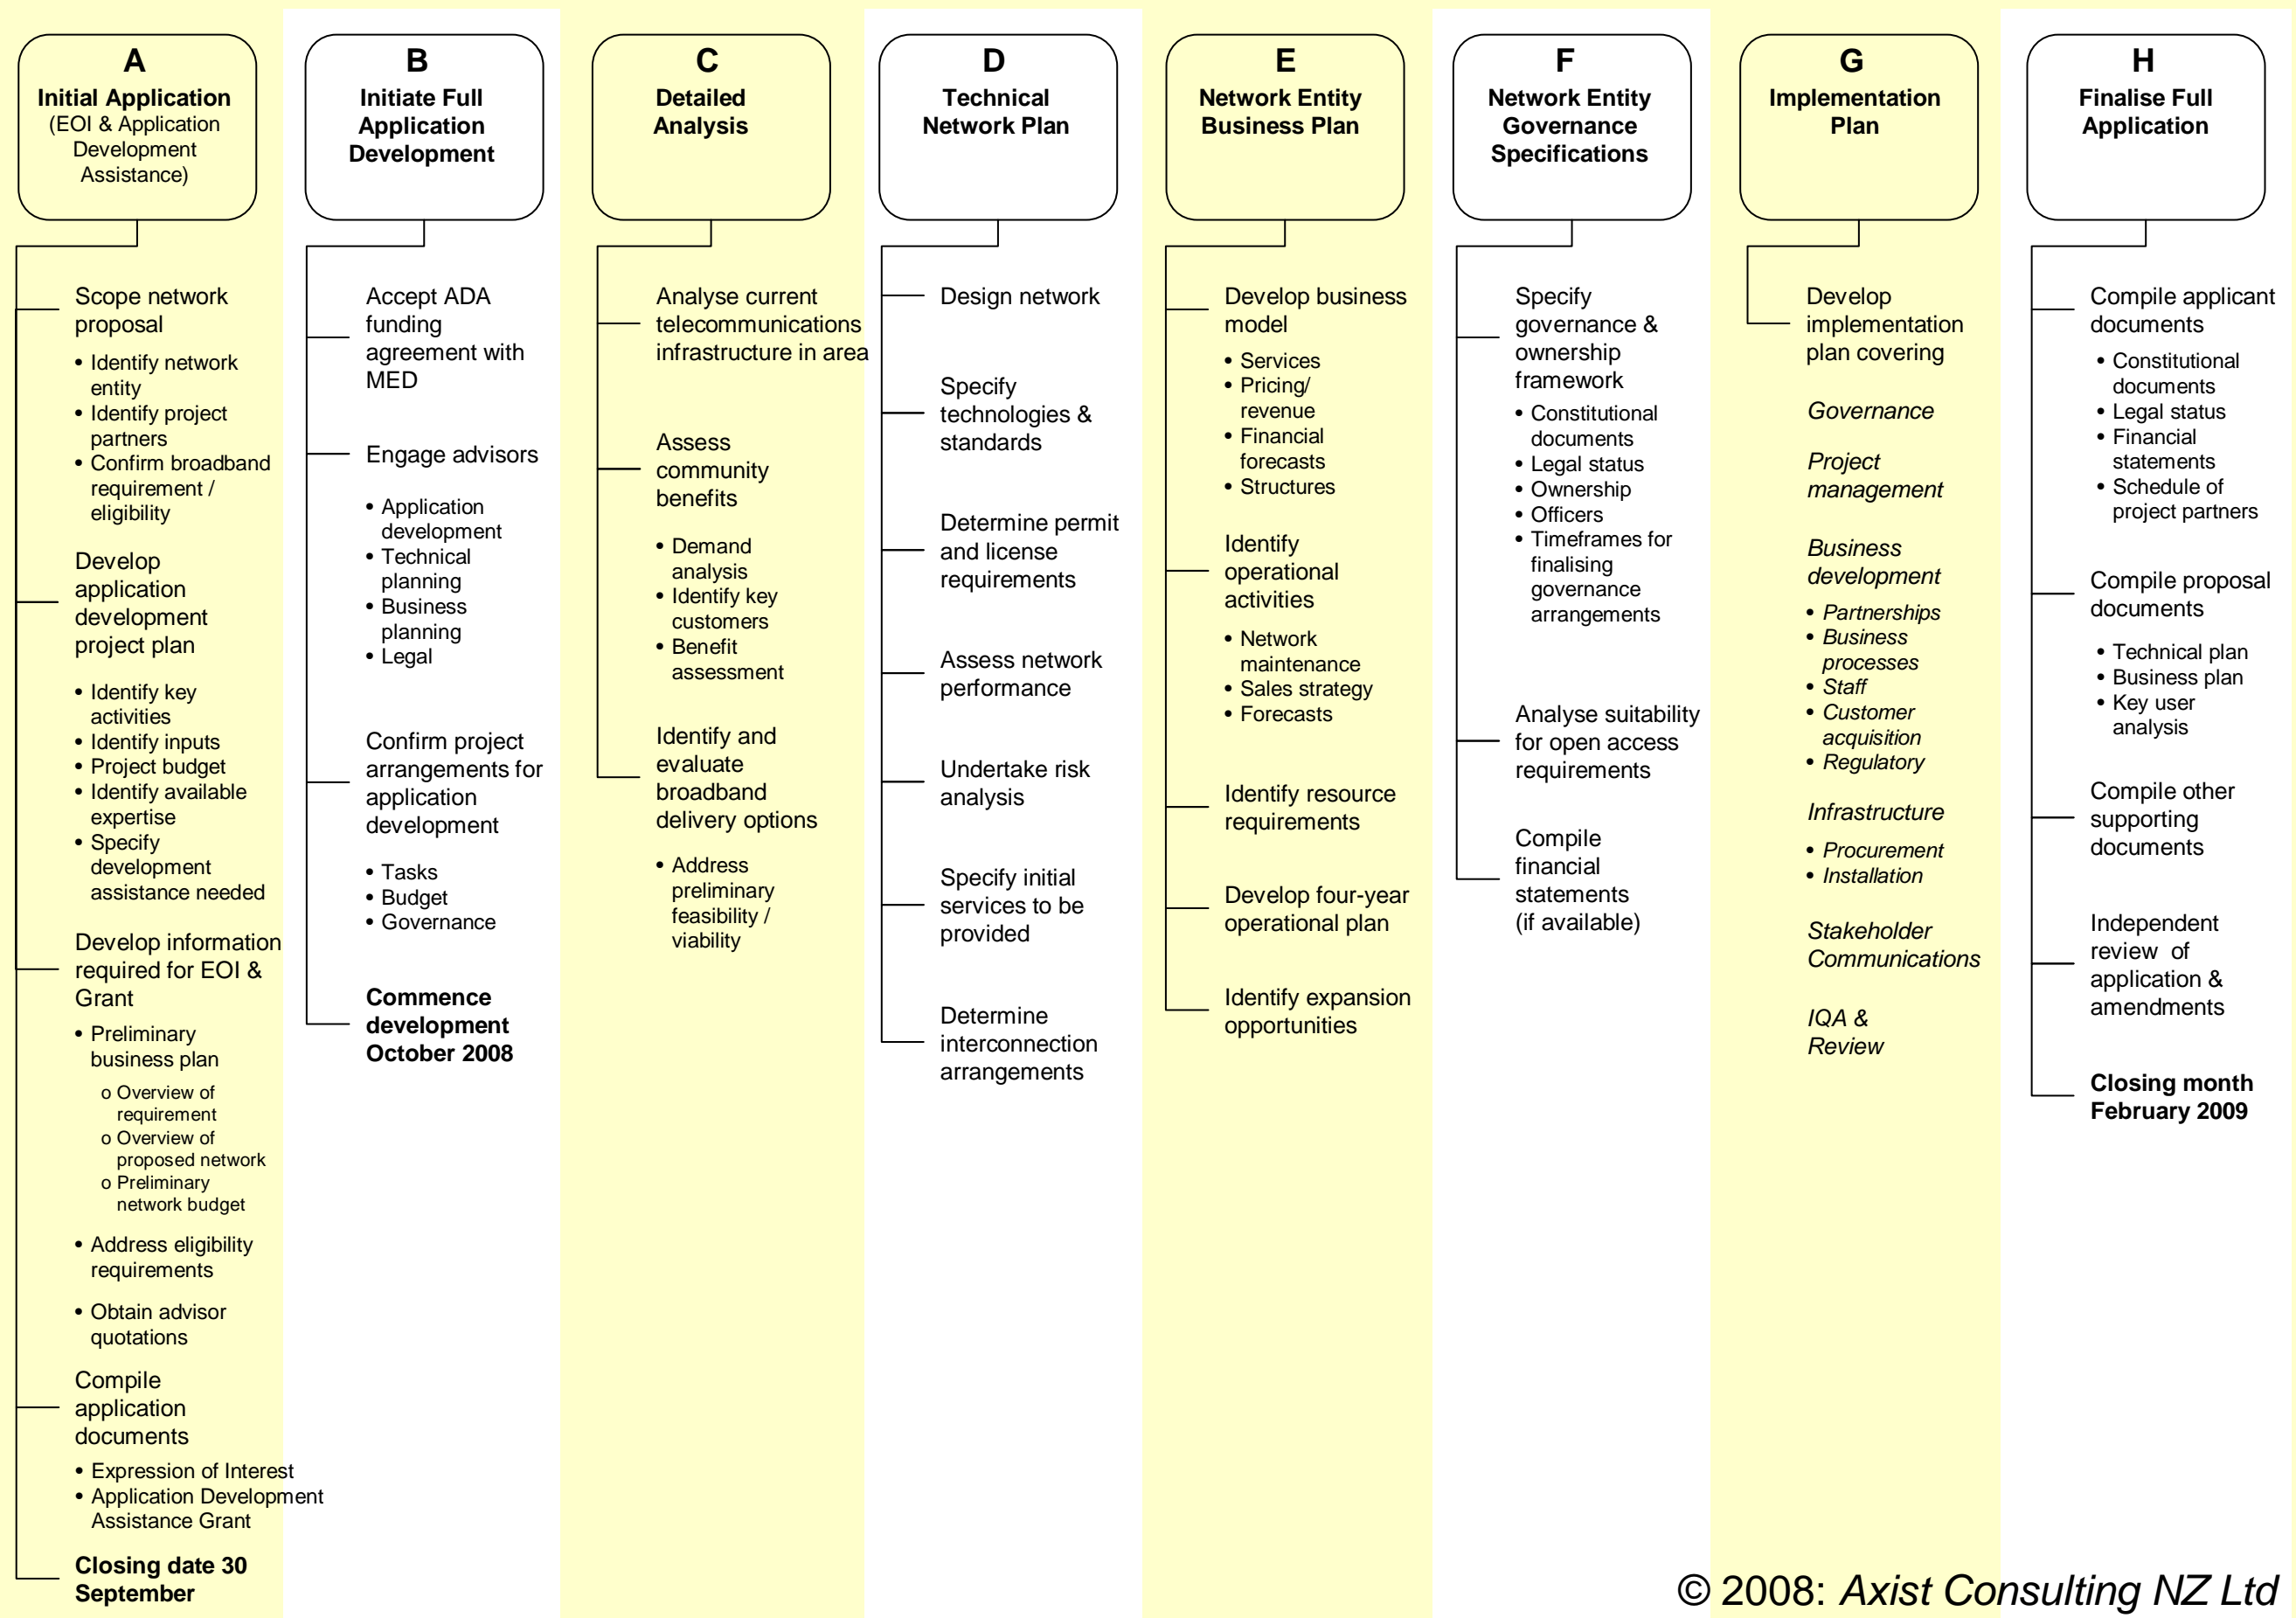 A
Initial Application
(EOI & Application
Development
Assistance)
Scope network
proposal
• Identify network
entity
• Identify project
partners
• Confirm broadband
requirement /
eligibility
Develop
application
development
project plan
• Identify key
activities
• Identify inputs
• Project budget
• Identify available
expertise
• Specify
development
assistance needed
Develop information
required for EOI &
Grant
• Preliminary
business plan
o Overview of
requirement
o Overview of
proposed network
o Preliminary
network budget
• Address eligibility
requirements
• Obtain advisor
quotations
Compile
application
documents
• Expression of Interest
• Application Development
Assistance Grant
Closing date 30
September
B
Initiate Full
Application
Development
Accept ADA
funding
agreement with
MED
Engage advisors
• Application
development
• Technical
planning
• Business
planning
• Legal
Confirm project
arrangements for
application
development
• Tasks
• Budget
• Governance
Commence
development
October 2008
C
Detailed
Analysis
Analyse current
telecommunications
infrastructure in area
Assess
community
benefits
• Demand
analysis
• Identify key
customers
• Benefit
assessment
Identify and
evaluate
broadband
delivery options
• Address
preliminary
feasibility /
viability
D
Technical
Network Plan
Design network
Specify
technologies &
standards
Determine permit
and license
requirements
Assess network
performance
Undertake risk
analysis
Specify initial
services to be
provided
Determine
interconnection
arrangements
E
Network Entity
Business Plan
Develop business
model
• Services
• Pricing/
revenue
• Financial
forecasts
• Structures
Identify
operational
activities
• Network
maintenance
• Sales strategy
• Forecasts
Identify resource
requirements
Develop four-year
operational plan
Identify expansion
opportunities
F
Network Entity
Governance
Specifications
Specify
governance &
ownership
framework
• Constitutional
documents
• Legal status
• Ownership
• Officers
• Timeframes for
finalising
governance
arrangements
Analyse suitability
for open access
requirements
Compile
financial
statements
(if available)
G
Implementation
Plan
Develop
implementation
plan covering
Governance
Project
management
Business
development
• Partnerships
• Business
processes
• Staff
• Customer
acquisition
• Regulatory
Infrastructure
• Procurement
• Installation
Stakeholder
Communications
IQA &
Review
H
Finalise Full
Application
Compile applicant
documents
• Constitutional
documents
• Legal status
• Financial
statements
• Schedule of
project partners
Compile proposal
documents
• Technical plan
• Business plan
• Key user
analysis
Compile other
supporting
documents
Independent
review of
application &
amendments
Closing month
February 2009
© 2008: Axist Consulting NZ Ltd